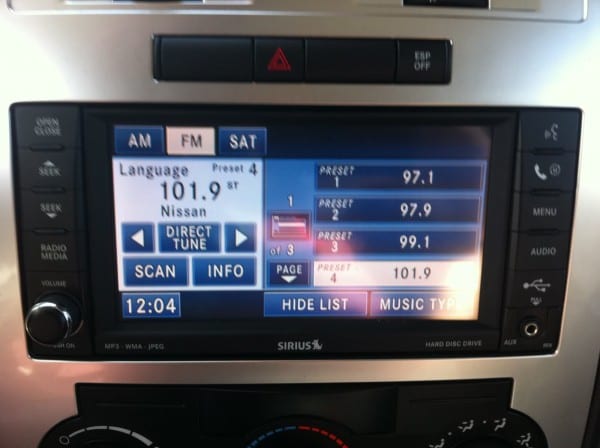 ESP
OFF
OPEN
CLOSE
SEEK
SEEK
RADIO
MEDIA
VOLUME
AM FM SAT
Language Preset 4
101.9 ST
Nissan
DIRECT
TUNE
SCAN INFO
12:04
1
of 3
PAGE
PRESET
1 97.1
PRESET
2 97.9
PRESET
3 99.1
PRESET
4 101.9
HIDE LIST MUSIC TYPE
MENU
AUDIO
MP3 - WMA - JPEG
SIRIUS
HARD DISC DRIVE
AUX